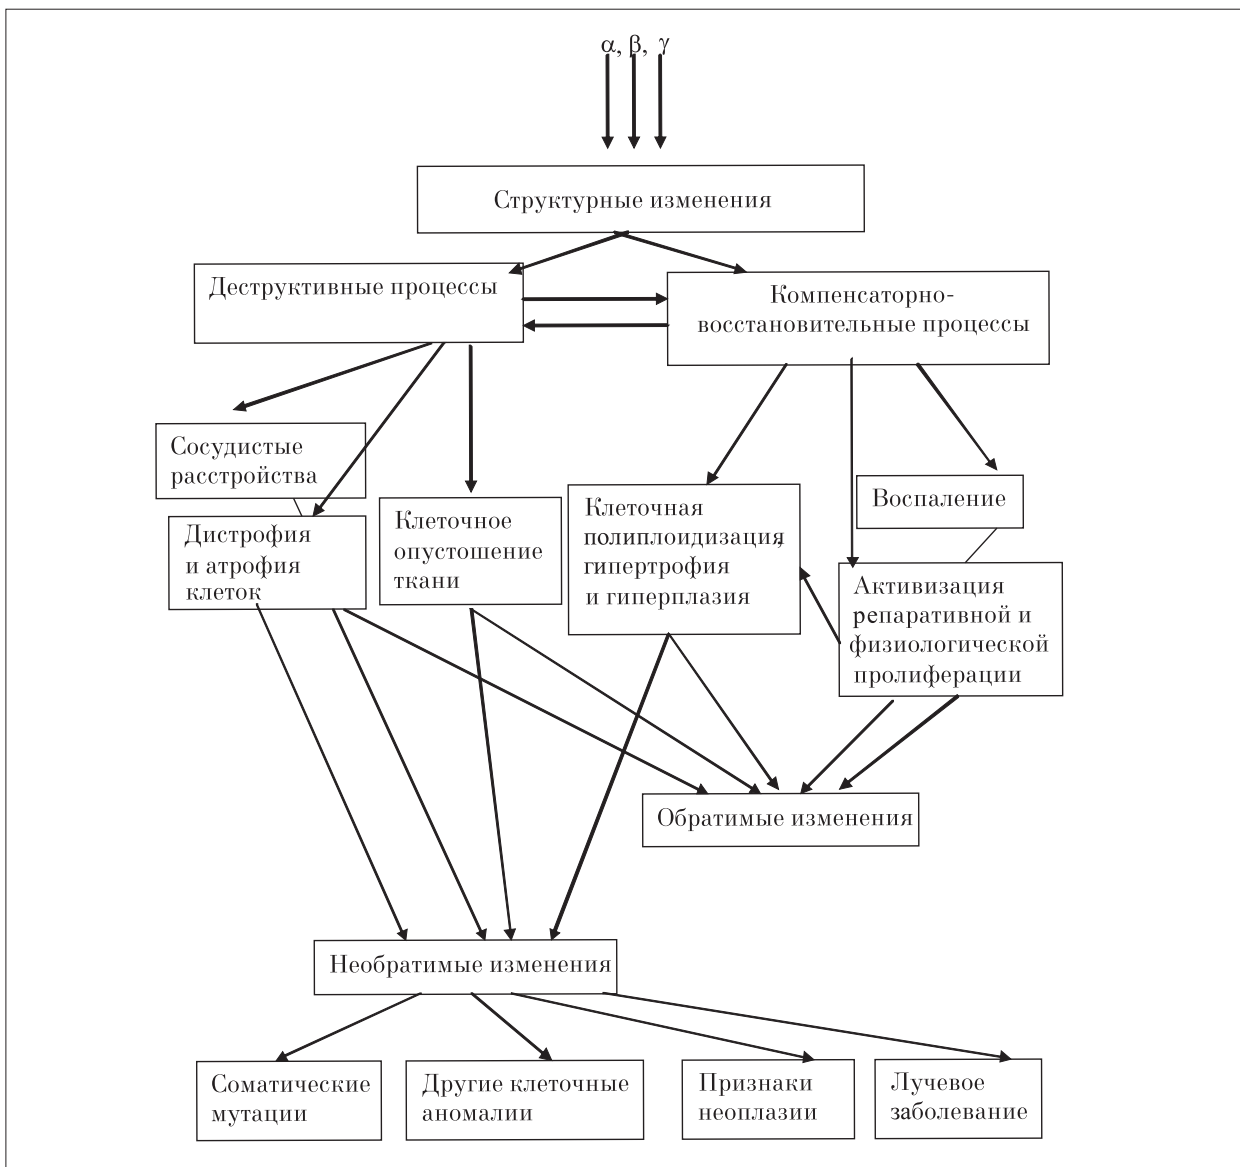 α, β, γ
Структурные изменения
Деструктивные процессы
Компенсаторно-
восстановительные процессы
Сосудистые
расстройства
Дистрофия
и атрофия
клеток
Клеточное
опустошение
ткани
Клеточная
полиплоидизация,
гипертрофия
и гиперплазия
Воспаление
Активизация
репаративной и
физиологической
пролиферации
Обратимые изменения
Необратимые изменения
Соматические
мутации
Другие клеточные
аномалии
Признаки
неоплазии
Лучевое
заболевание